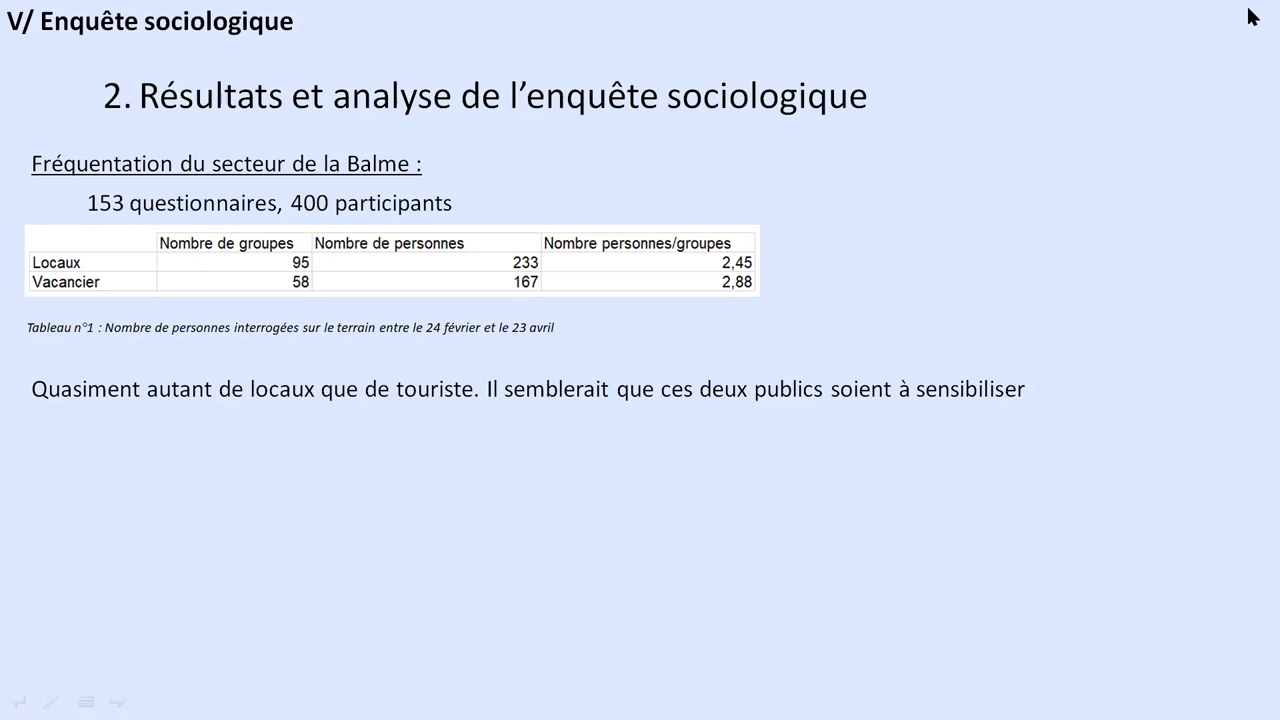 V/ Enquête sociologique
2. Résultats et analyse de l’enquête sociologique
Fréquentation du secteur de la Balme :
153 questionnaires, 400 participants
Nombre de groupes Nombre de personnes Nombre personnes/groupes
Locaux 95 233 2,45
Vacancier 58 167 2,88
Tableau n°1 : Nombre de personnes interrogées sur le terrain entre le 24 février et le 23 avril
Quasiment autant de locaux que de touriste. Il semblerait que ces deux publics soient à sensibiliser